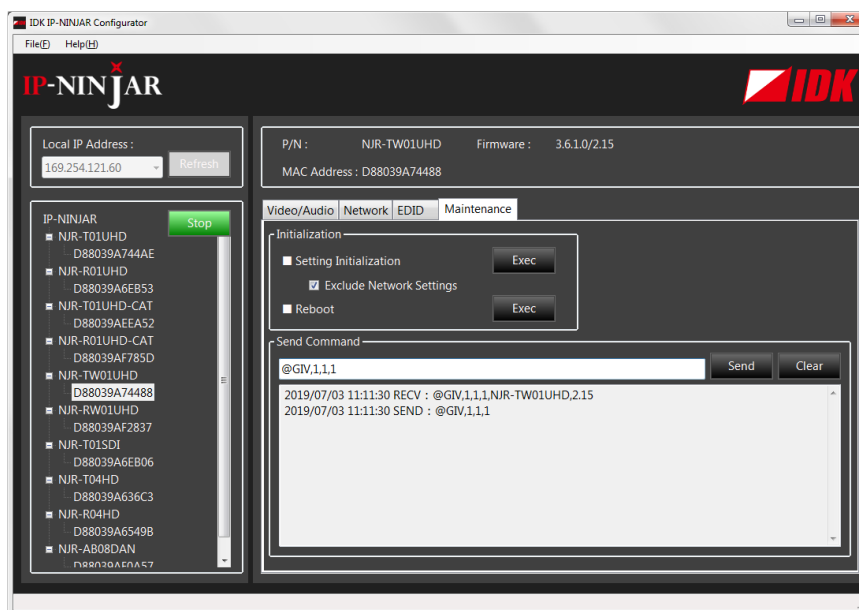 IDK IP-NINJAR Configurator
File(F) Help(H)
IP-NINJAR
IDK
Local IP Address :
169.254.121.60 Refresh
P/N : NJR-TW01UHD Firmware : 3.6.1.0/2.15
MAC Address : D88039A74488
IP-NINJAR
Stop
NJR-T01UHD
D88039A744AE
NJR-R01UHD
D88039A6EB53
NJR-T01UHD-CAT
D88039AEEA52
NJR-R01UHD-CAT
D88039AF785D
NJR-TW01UHD
D88039A74488
NJR-RW01UHD
D88039AF2837
NJR-T01SDI
D88039A6EB06
NJR-T04HD
D88039A636C3
NJR-R04HD
D88039A6549B
NJR-AB08DAN
D88039AF0A57
Video/Audio Network EDID Maintenance
Initialization
Setting Initialization Exec
Exclude Network Settings
Reboot Exec
Send Command
@GIV,1,1,1 Send Clear
2019/07/03 11:11:30 RECV : @GIV,1,1,1,NJR-TW01UHD,2.15
2019/07/03 11:11:30 SEND : @GIV,1,1,1